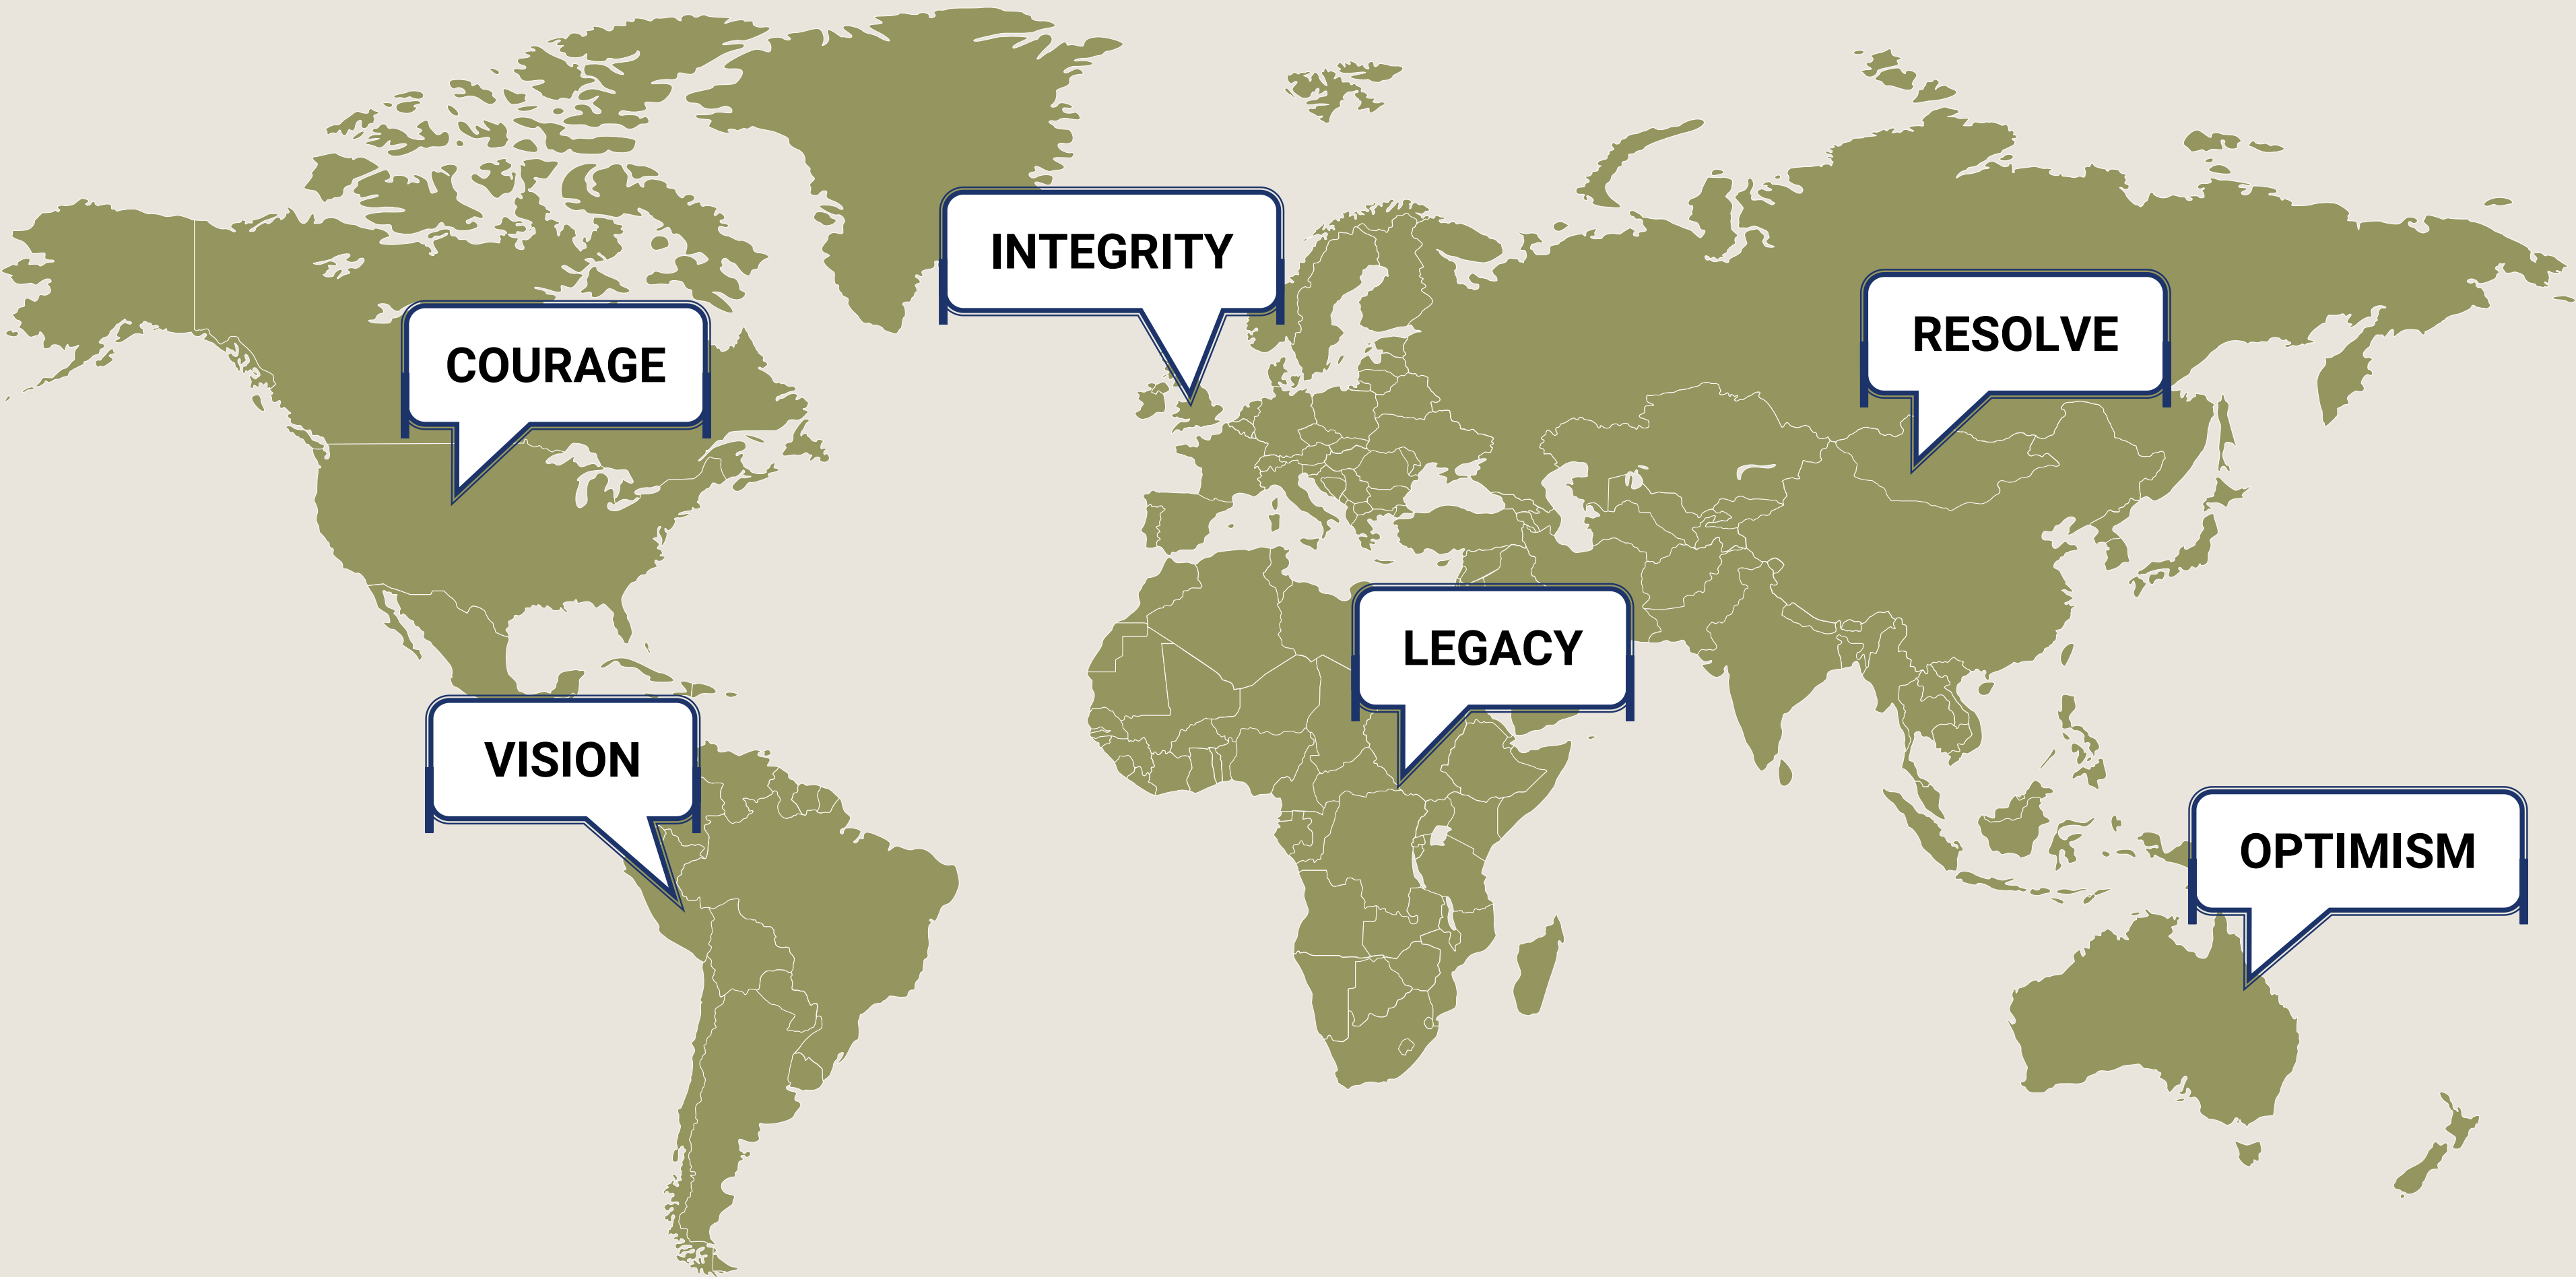 INTEGRITY
RESOLVE
COURAGE
LEGACY
VISION
OPTIMISM